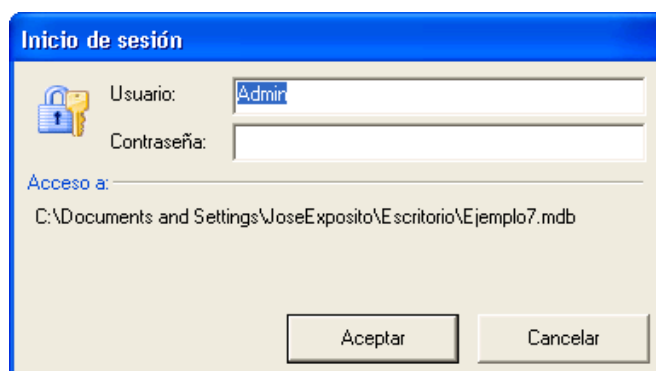 Inicio de sesión
Usuario: Admin
Contraseña:
Acceso a:
C:\Documents and Settings\JoseExposito\Escritorio\Ejemplo7.mdb
Aceptar Cancelar